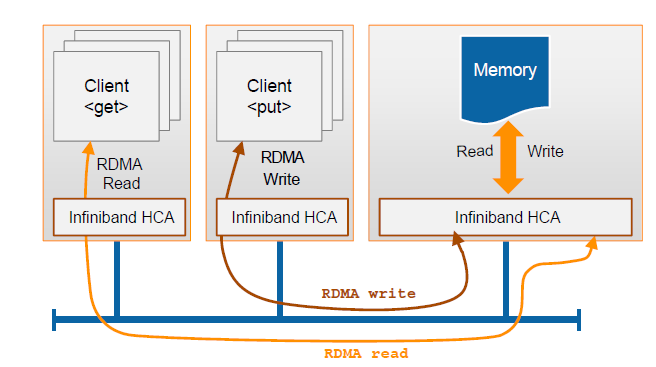 Client
<get>
RDMA
Read
Infiniband HCA
Client
<put>
RDMA
Write
Infiniband HCA
Memory
Read
Write
Infiniband HCA
RDMA write
RDMA read